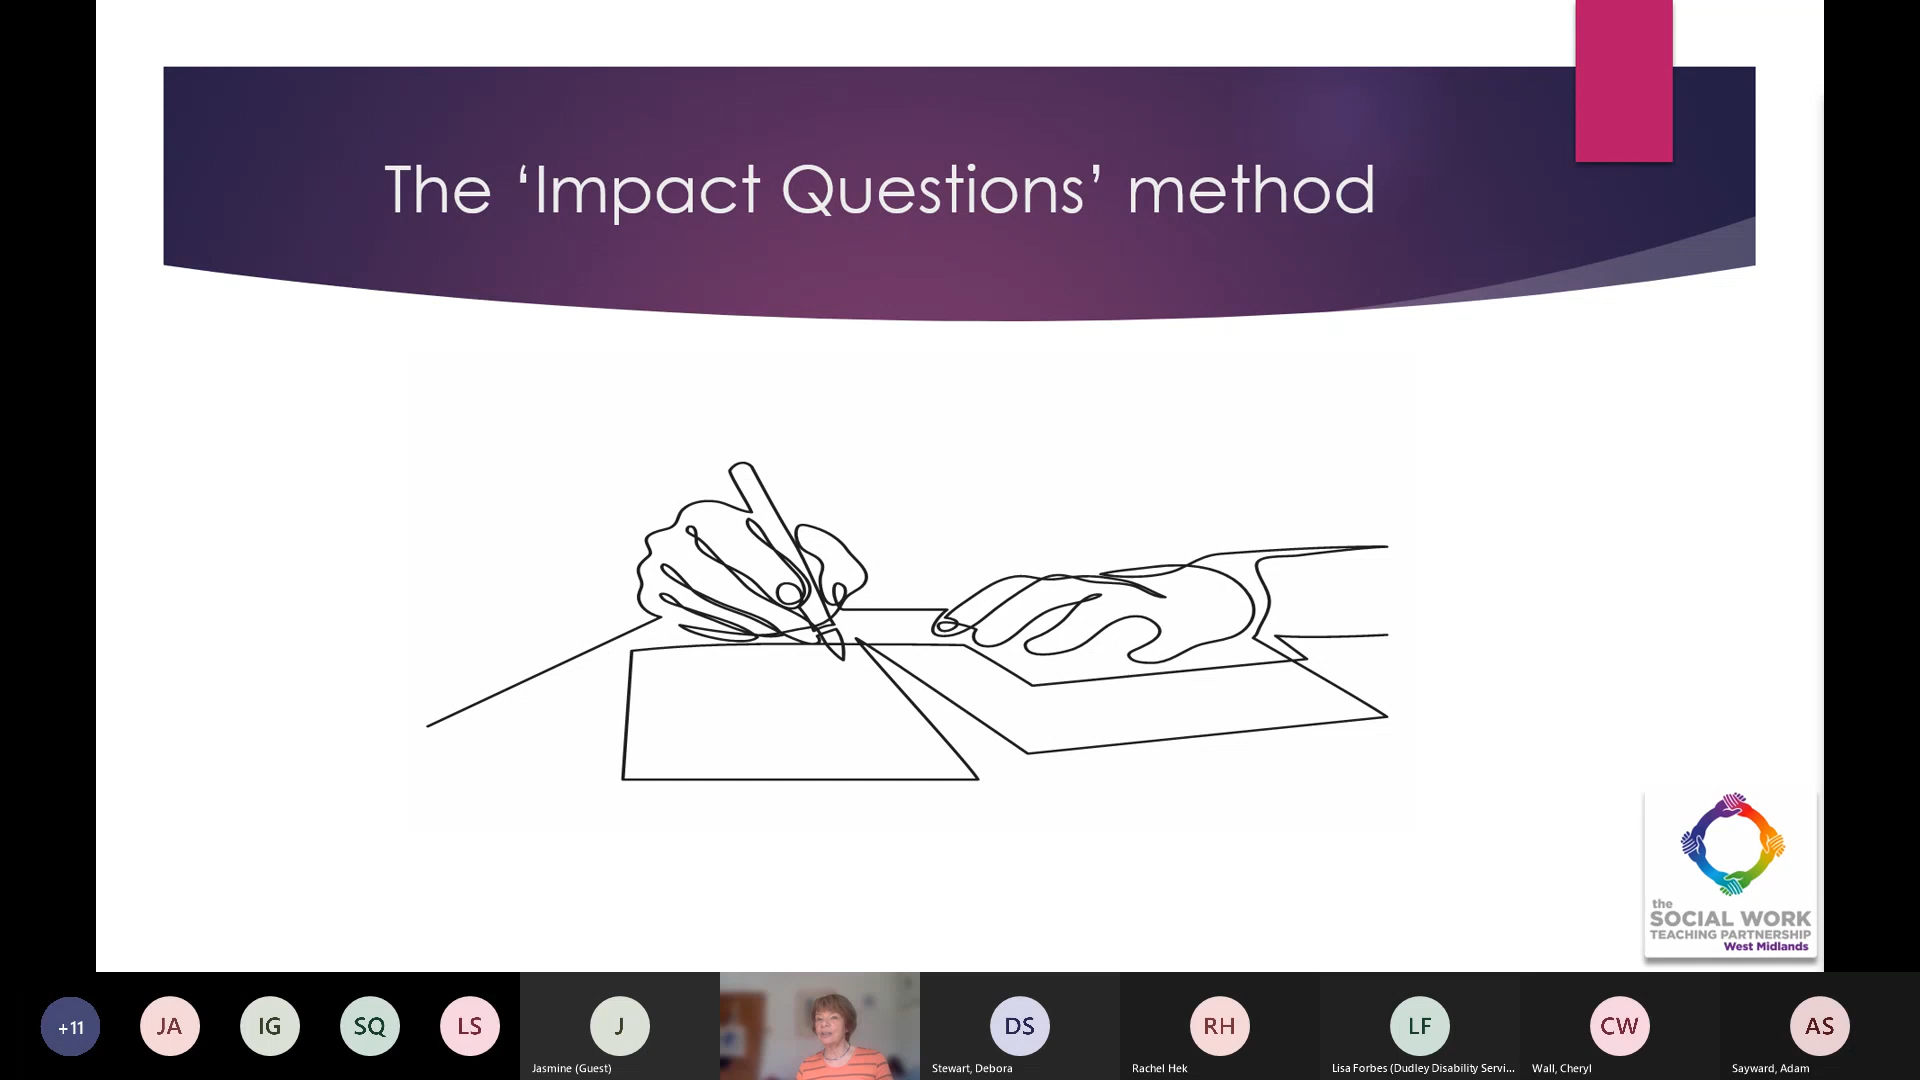 The ‘Impact Questions’ method
the
SOCIAL WORK
TEACHING PARTNERSHIP
West Midlands
+11
JA
IG
SQ
LS
J
DS
RH
LF
CW
AS
Jasmine (Guest)
Stewart, Debora
Rachel Hek
Lisa Forbes (Dudley Disability Servi...
Wall, Cheryl
Sayward, Adam